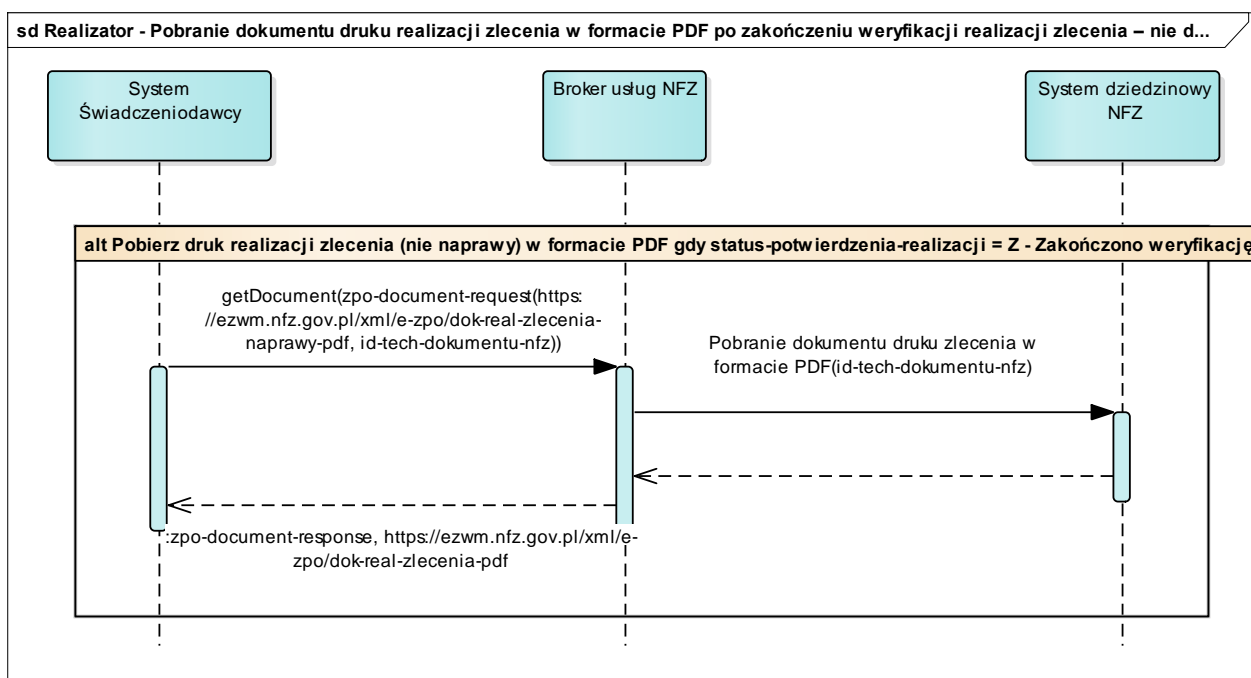 sd Realizator - Pobranie dokumentu druku realizacji zlecenia w formacie PDF po zakończeniu weryfikacji realizacji zlecenia – nie d...
System
Świadczeniodawcy
Broker usług NFZ
System dziedzinowy
NFZ
alt Pobierz druk realizacji zlecenia (nie naprawy) w formacie PDF gdy status-potwierdzenia-realizacji = Z - Zakończono weryfikację
getDocument(zpo-document-request(https:
//ezwm.nfz.gov.pl/xml/e-zpo/dok-real-zlecenia-
naprawy-pdf, id-tech-dokumentu-nfz))
Pobranie dokumentu druku zlecenia w
formacie PDF(id-tech-dokumentu-nfz)
:zpo-document-response, https://ezwm.nfz.gov.pl/xml/e-
zpo/dok-real-zlecenia-pdf